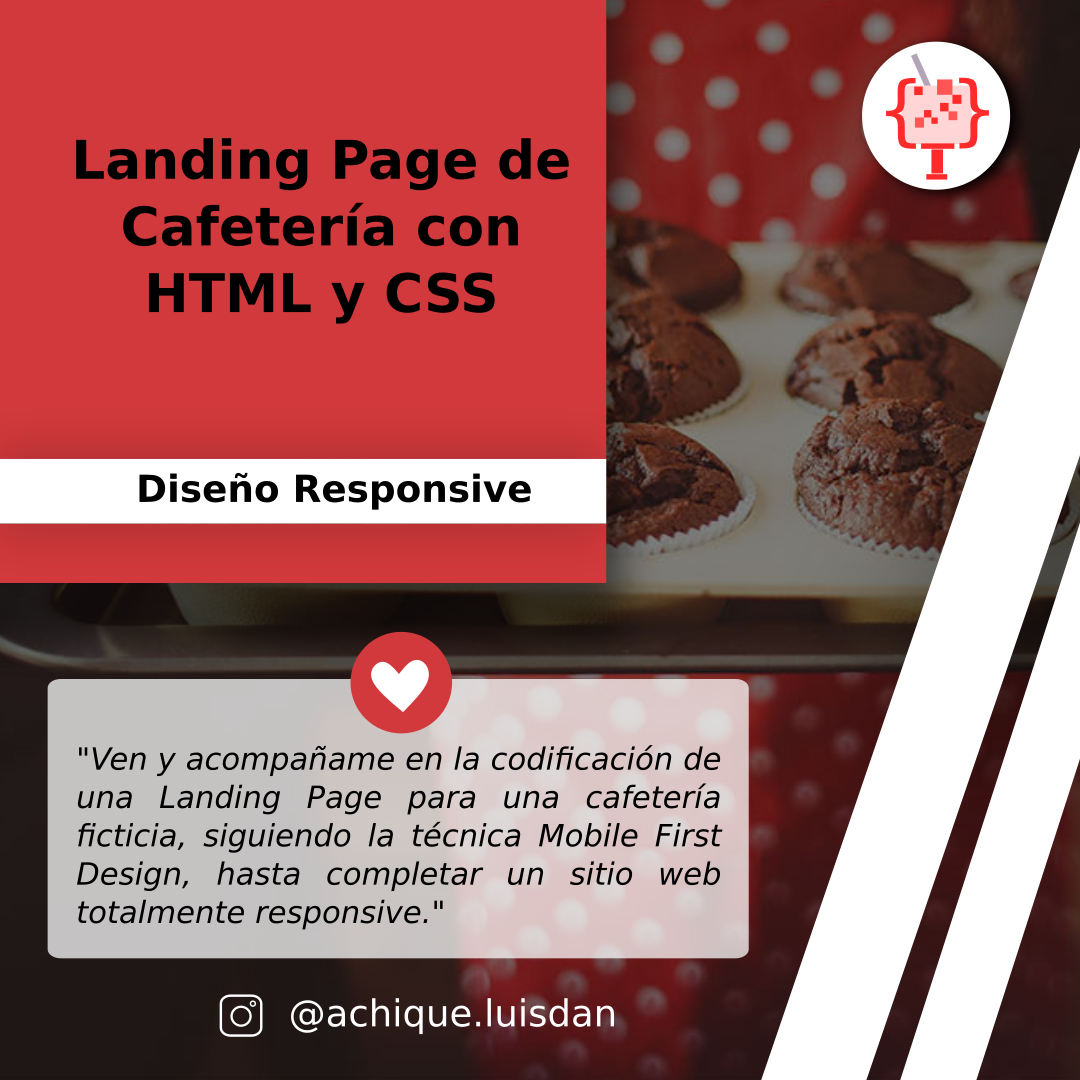 Landing Page de
Cafetería con
HTML y CSS
Diseño Responsive
"Ven y acompañame en la codificación de
una Landing Page para una cafetería
ficticia, siguiendo la técnica Mobile First
Design, hasta completar un sitio web
totalmente responsive."
@achique.luisdan